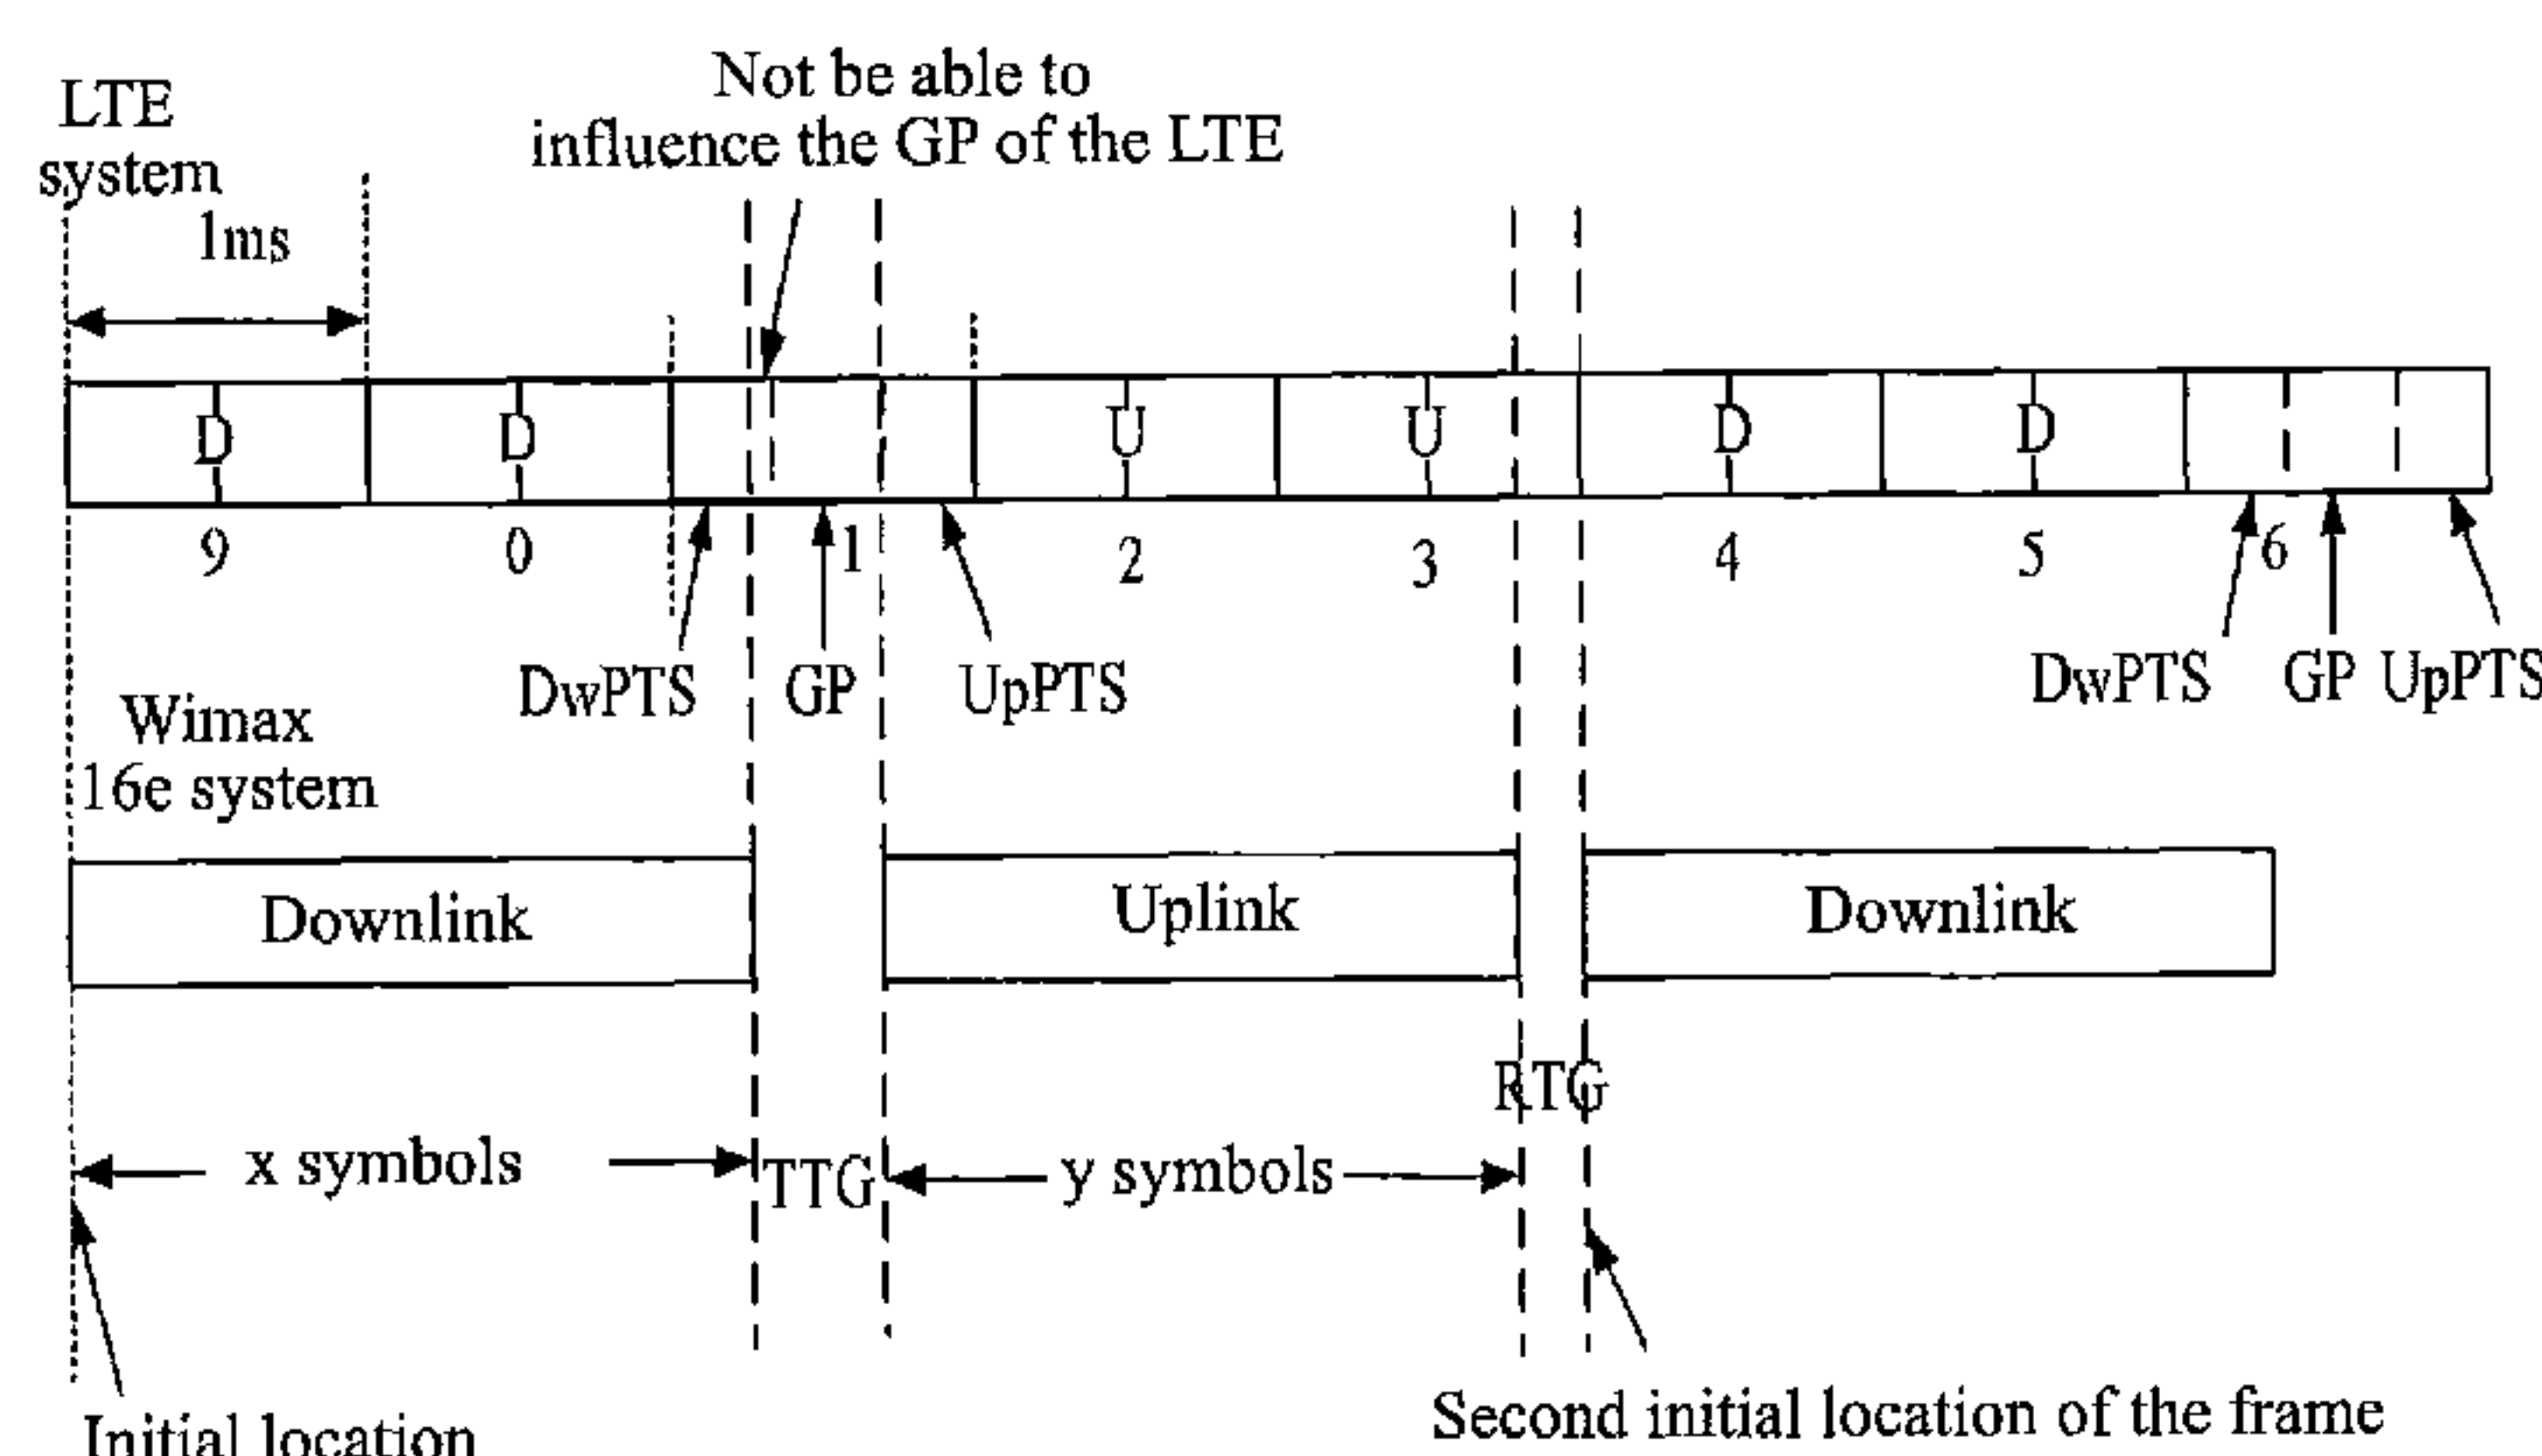 Not be able to
influence the GP of the LTE
LTE
system
1ms
D D U U D D
9 0 1 2 3 4 5 6
DwPTS GP UpPTS DwPTS GP UpPTS
Wimax
16e system
Downlink Uplink Downlink
RTG
x symbols TTG y symbols
Second initial location of the frame
Initial location